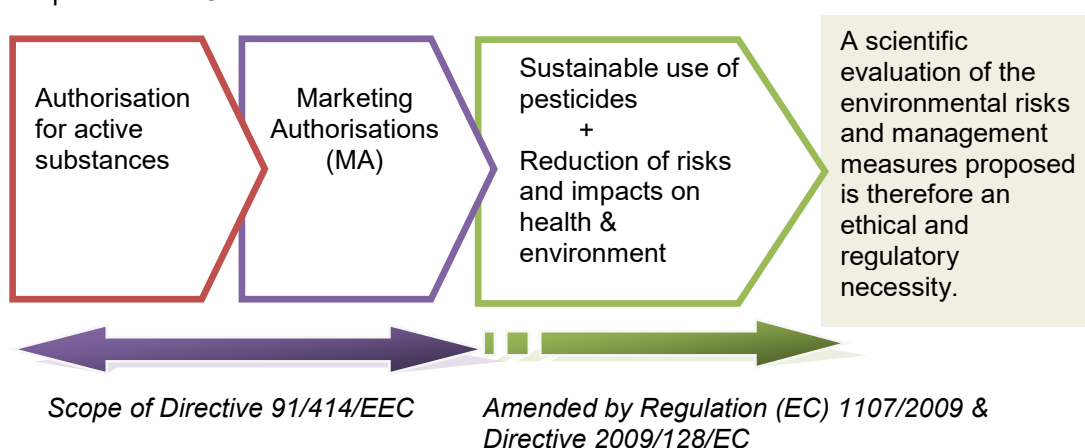 Authorisation
for active
substances
Marketing
Authorisations
(MA)
Sustainable use of
pesticides
+
Reduction of risks
and impacts on
health &
environment
A scientific
evaluation of the
environmental risks
and management
measures proposed
is therefore an
ethical and
regulatory
necessity.
Scope of Directive 91/414/EEC
Amended by Regulation (EC) 1107/2009 &
Directive 2009/128/EC